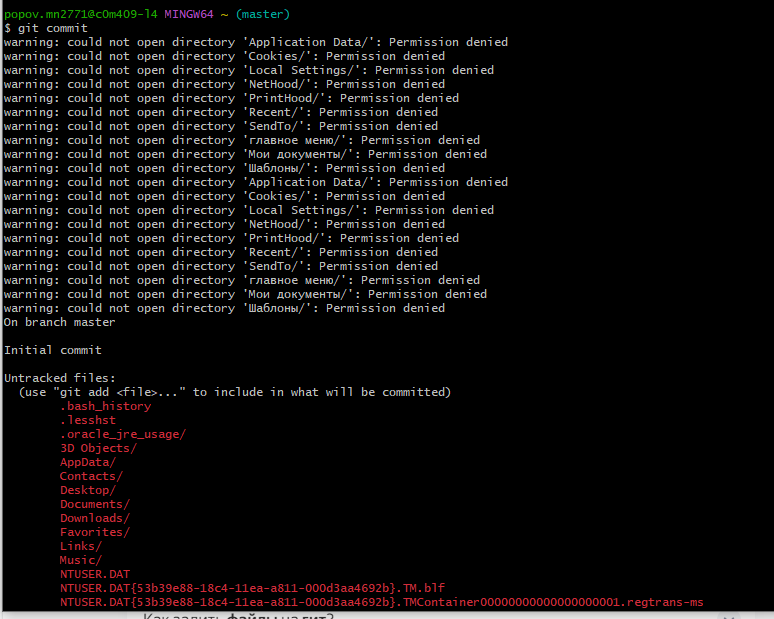 popov.mn2771@c0m409-l4 MINGW64 ~ (master)
$ git commit
warning: could not open directory 'Application Data/': Permission denied
warning: could not open directory 'Cookies/': Permission denied
warning: could not open directory 'Local Settings/': Permission denied
warning: could not open directory 'NetHood/': Permission denied
warning: could not open directory 'PrintHood/': Permission denied
warning: could not open directory 'Recent/': Permission denied
warning: could not open directory 'SendTo/': Permission denied
warning: could not open directory 'главное меню/': Permission denied
warning: could not open directory 'Мои документы/': Permission denied
warning: could not open directory 'Шаблоны/': Permission denied
warning: could not open directory 'Application Data/': Permission denied
warning: could not open directory 'Cookies/': Permission denied
warning: could not open directory 'Local Settings/': Permission denied
warning: could not open directory 'NetHood/': Permission denied
warning: could not open directory 'PrintHood/': Permission denied
warning: could not open directory 'Recent/': Permission denied
warning: could not open directory 'SendTo/': Permission denied
warning: could not open directory 'главное меню/': Permission denied
warning: could not open directory 'Мои документы/': Permission denied
warning: could not open directory 'Шаблоны/': Permission denied
On branch master
Initial commit
Untracked files:
(use "git add <file>..." to include in what will be committed)
.bash_history
.lesshst
.oracle_jre_usage/
3D Objects/
AppData/
Contacts/
Desktop/
Documents/
Downloads/
Favorites/
Links/
Music/
NTUSER.DAT
NTUSER.DAT{53b39e88-18c4-11ea-a811-000d3aa4692b}.TM.blf
NTUSER.DAT{53b39e88-18c4-11ea-a811-000d3aa4692b}.TMContainer00000000000000000001.regtrans-ms
Как залить файлы на гит?